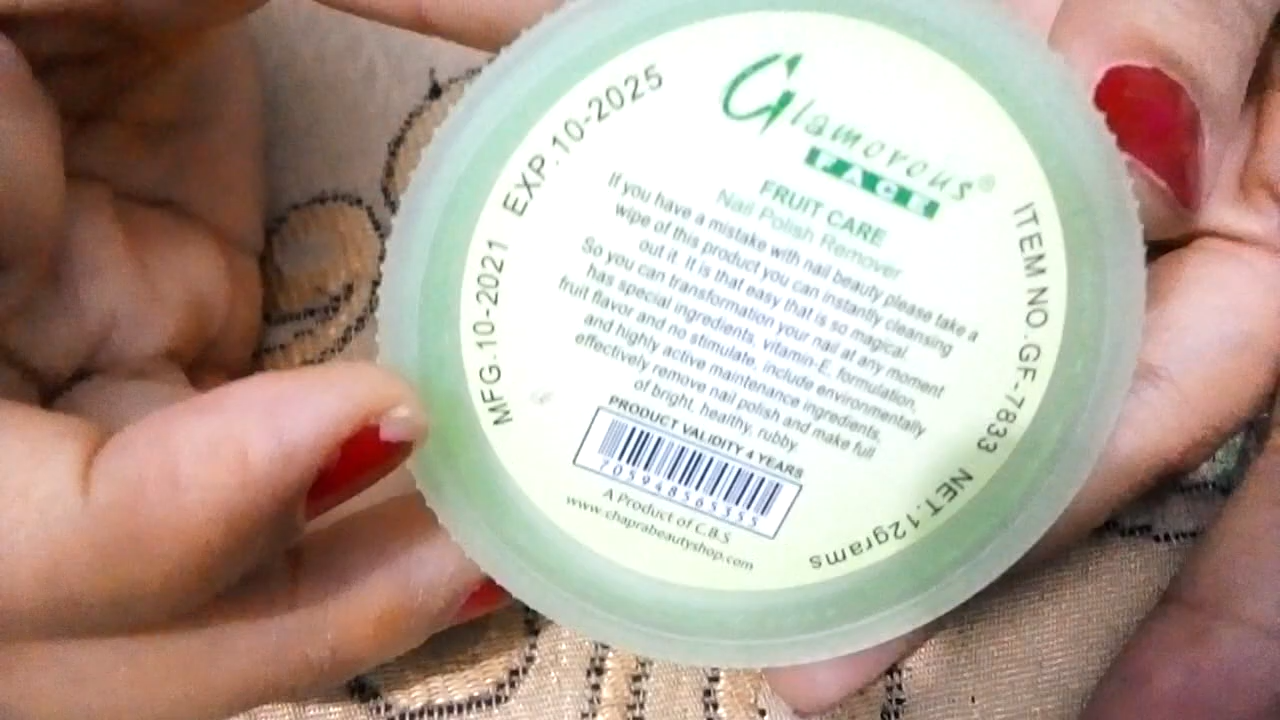 Glamorous®
FACE
FRUIT CARE
Nail Polish Remover
If you have a mistake with nail beauty please take a
wipe of this product you can instantly cleansing
out it. It is that easy that is so magical.
So you can transformation your nail at any moment
has special ingredients, vitamin-E, formulation,
fruit flavor and no stimulate, include environmentally
and highly active maintenance ingredients,
effectively remove nail polish and make full
of bright, healthy, rubby.
PRODUCT VALIDITY 4 YEARS
705948565355
A Product of C.B.S
www.chaprabeautyshop.com
MFG.10-2021 EXP.10-2025
ITEM NO.GF-7833 NET.12grams